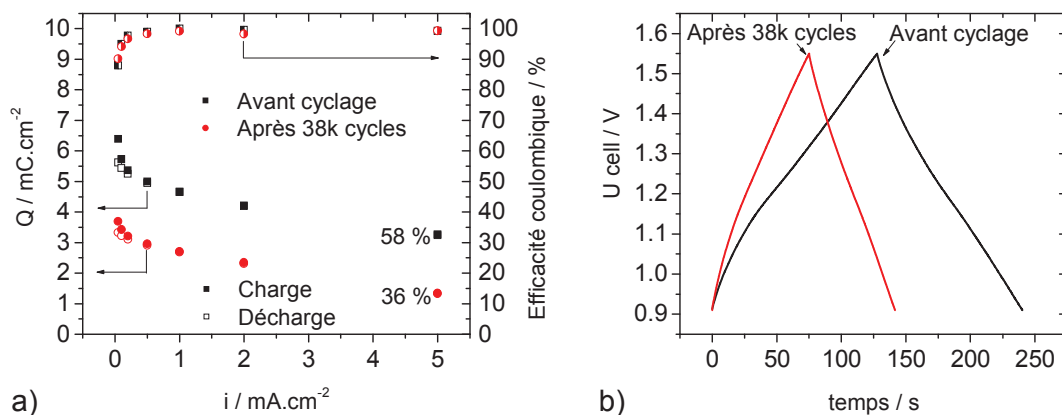 10
9
8
7
6
5
4
3
2
1
0
Q / mC.cm-2
100
90
80
70
60
50
40
30
20
10
0
Efficacité coulombique / %
Avant cyclage
Après 38k cycles
58 %
36 %
Charge
Décharge
0 1 2 3 4 5
i / mA.cm-2
a)
1.6
1.5
1.4
1.3
1.2
1.1
1.0
0.9
U cell / V
Après 38k cycles
Avant cyclage
0 50 100 150 200 250
temps / s
b)